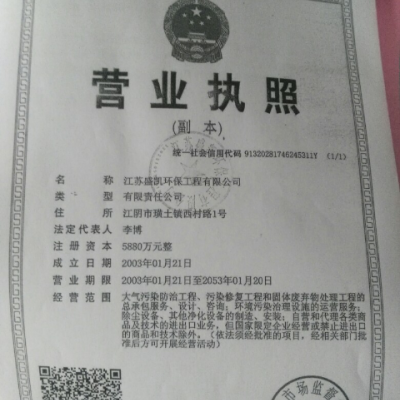 营业执照
(副 本)
统一社会信用代码 91320281746245311Y (1/1)
名 称 江苏盛凯环保工程有限公司
类 型 有限责任公司
住 所 江阴市璜土镇西村路1号
法定代表人 李博
注册资本 5880万元整
成立日期 2003年01月21日
营业期限 2003年01月21日至2053年01月20日
经营范围 大气污染防治工程、污染修复工程和固体废弃物处理工程的
总承包服务、设计、咨询；环境污染治理设施的运营服务；
除尘设备、其他净化设备的制造、安装；自营和代理各类商
品及技术的进出口业务，但国家限定企业经营或禁止进出口
的商品和技术除外。（依法须经批准的项目，经相关部门批
准后方可开展经营活动）
市场监督